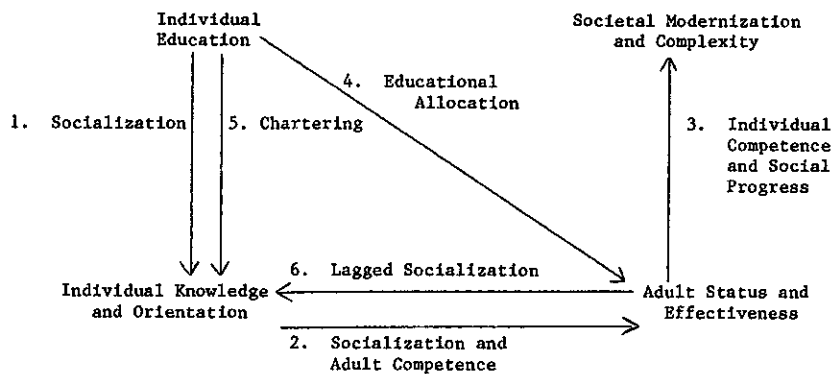 Individual
Education
Societal Modernization
and Complexity
4. Educational
Allocation
1. Socialization
5. Chartering
3. Individual
Competence
and Social
Progress
6. Lagged Socialization
Individual Knowledge
and Orientation
Adult Status and
Effectiveness
2. Socialization and
Adult Competence